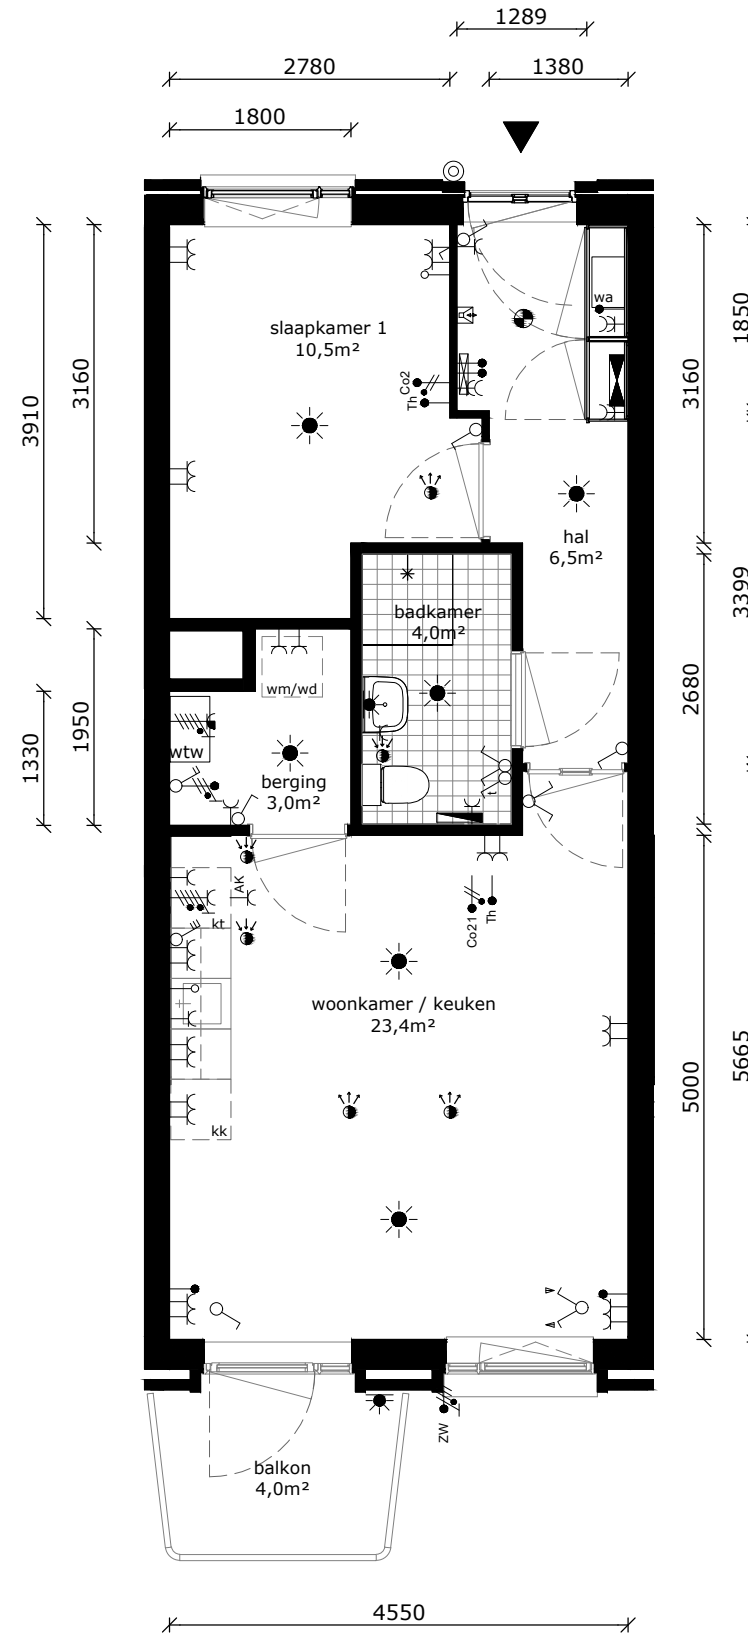 1289
2780
1380
1800
slaapkamer 1
10,5m²
wa
1850
3160
3910
3160
Co2
Th
hal
6,5m²
badkamer
4,0m²
3399
2680
wm/wd
1950
1330
wtw
berging
3,0m²
t
AK
kt
Co21
Th
woonkamer / keuken
23,4m²
5000
5665
kk
ZW
balkon
4,0m²
4550